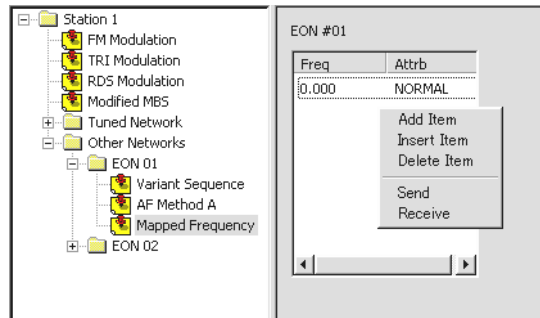 Station 1
FM Modulation
TRI Modulation
RDS Modulation
Modified MBS
Tuned Network
Other Networks
EON 01
Variant Sequence
AF Method A
Mapped Frequency
EON 02
EON #01
Freq Attrb
0.000 NORMAL
Add Item
Insert Item
Delete Item
Send
Receive